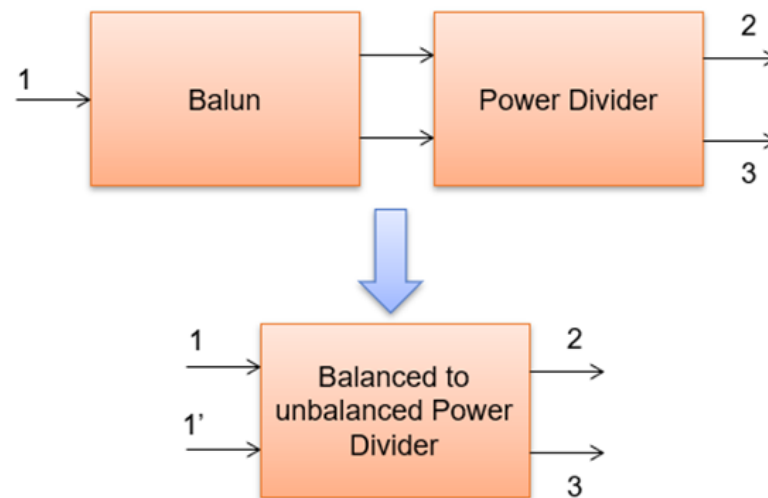 2
1
Balun
Power Divider
3
1
2
Balanced to
unbalanced Power
Divider
1’
3